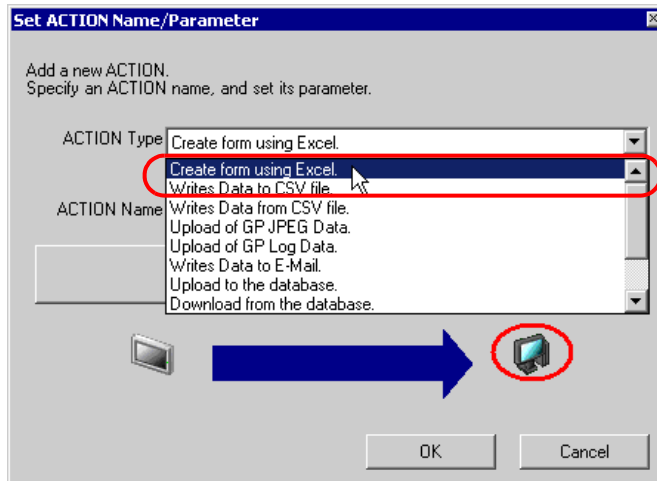 Set ACTION Name/Parameter
Add a new ACTION.
Specify an ACTION name, and set its parameter.
ACTION Type
Create form using Excel.
Create form using Excel.
Writes Data to CSV file.
ACTION Name
Writes Data from CSV file.
Upload of GP JPEG Data.
Upload of GP Log Data.
Writes Data to E-Mail.
Upload to the database.
Download from the database.
OK
Cancel